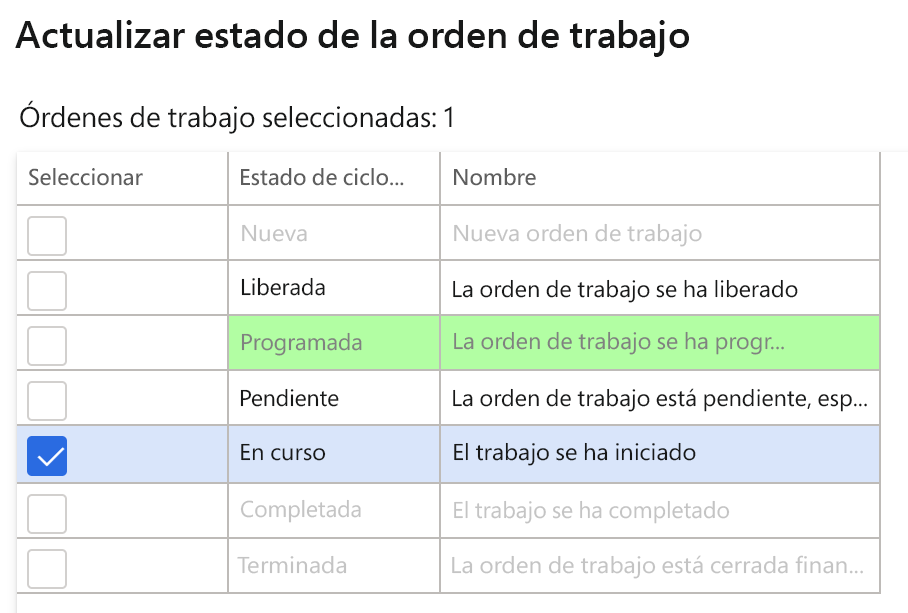 Actualizar estado de la orden de trabajo
Órdenes de trabajo seleccionadas: 1
Seleccionar Estado de ciclo... Nombre
Nueva Nueva orden de trabajo
Liberada La orden de trabajo se ha liberado
Programada La orden de trabajo se ha progr...
Pendiente La orden de trabajo está pendiente, esp...
En curso El trabajo se ha iniciado
Completada El trabajo se ha completado
Terminada La orden de trabajo está cerrada finan...